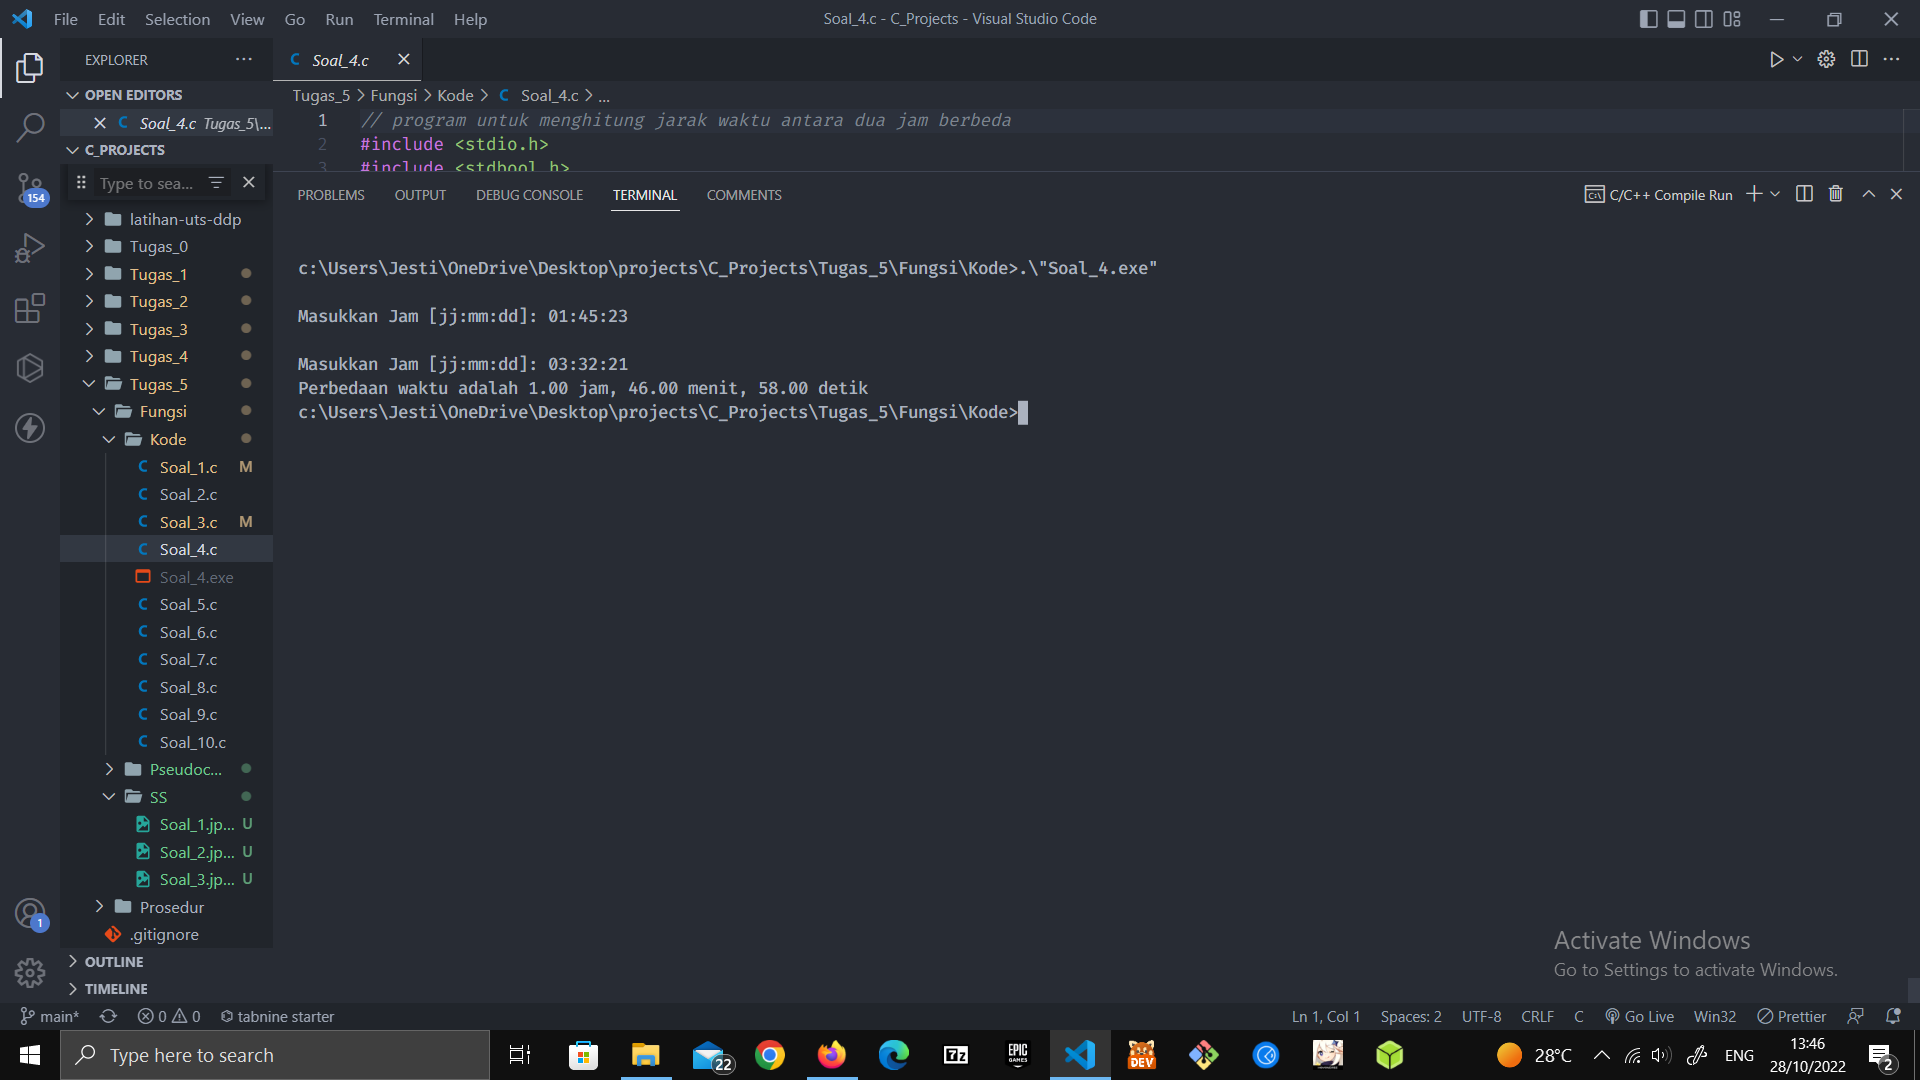 File Edit Selection View Go Run Terminal Help
Soal_4.c - C_Projects - Visual Studio Code
EXPLORER
OPEN EDITORS
Soal_4.c Tugas_5\...
C_PROJECTS
Type to sea...
latihan-uts-ddp
Tugas_0
Tugas_1
Tugas_2
Tugas_3
Tugas_4
Tugas_5
Fungsi
Kode
Soal_1.c M
Soal_2.c
Soal_3.c M
Soal_4.c
Soal_4.exe
Soal_5.c
Soal_6.c
Soal_7.c
Soal_8.c
Soal_9.c
Soal_10.c
Pseudoc...
SS
Soal_1.jp... U
Soal_2.jp... U
Soal_3.jp... U
Prosedur
.gitignore
OUTLINE
TIMELINE
154
1
Soal_4.c
Tugas_5 > Fungsi > Kode > C Soal_4.c > ...
1 // program untuk menghitung jarak waktu antara dua jam berbeda
2 #include <stdio.h>
3 #include <stdbool.h>
PROBLEMS OUTPUT DEBUG CONSOLE TERMINAL COMMENTS
C/C++ Compile Run
c:\Users\Jesti\OneDrive\Desktop\projects\C_Projects\Tugas_5\Fungsi\Kode>.\"Soal_4.exe"
Masukkan Jam [jj:mm:dd]: 01:45:23
Masukkan Jam [jj:mm:dd]: 03:32:21
Perbedaan waktu adalah 1.00 jam, 46.00 menit, 58.00 detik
c:\Users\Jesti\OneDrive\Desktop\projects\C_Projects\Tugas_5\Fungsi\Kode>
Activate Windows
Go to Settings to activate Windows.
main* 0 0 tabnine starter
Ln 1, Col 1 Spaces: 2 UTF-8 CRLF C Go Live Win32 Prettier
Type here to search
22
7z
EPIC GAMES
DEV
28°C
ENG
13:46
28/10/2022
2